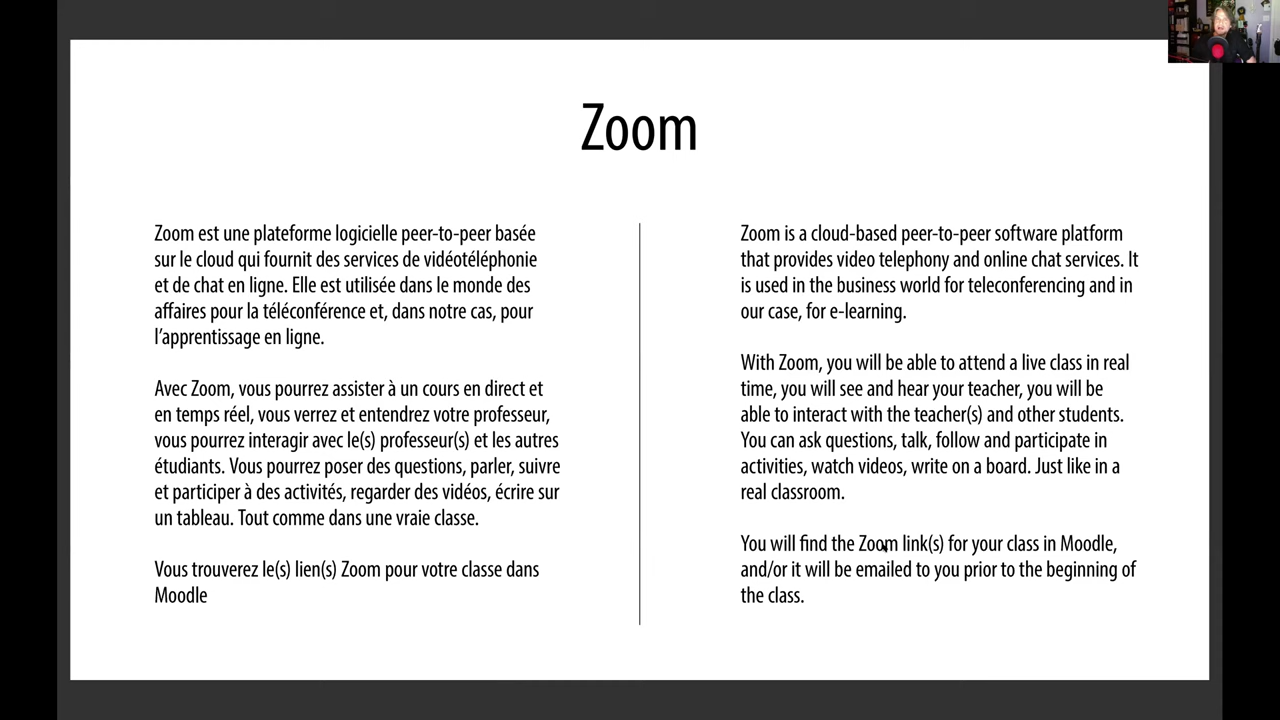 Zoom
Zoom est une plateforme logicielle peer-to-peer basée
sur le cloud qui fournit des services de vidéotéléphonie
et de chat en ligne. Elle est utilisée dans le monde des
affaires pour la téléconférence et, dans notre cas, pour
l’apprentissage en ligne.
Avec Zoom, vous pourrez assister à un cours en direct et
en temps réel, vous verrez et entendrez votre professeur,
vous pourrez interagir avec le(s) professeur(s) et les autres
étudiants. Vous pourrez poser des questions, parler, suivre
et participer à des activités, regarder des vidéos, écrire sur
un tableau. Tout comme dans une vraie classe.
Vous trouverez le(s) lien(s) Zoom pour votre classe dans
Moodle
Zoom is a cloud-based peer-to-peer software platform
that provides video telephony and online chat services. It
is used in the business world for teleconferencing and in
our case, for e-learning.
With Zoom, you will be able to attend a live class in real
time, you will see and hear your teacher, you will be
able to interact with the teacher(s) and other students.
You can ask questions, talk, follow and participate in
activities, watch videos, write on a board. Just like in a
real classroom.
You will find the Zoom link(s) for your class in Moodle,
and/or it will be emailed to you prior to the beginning of
the class.